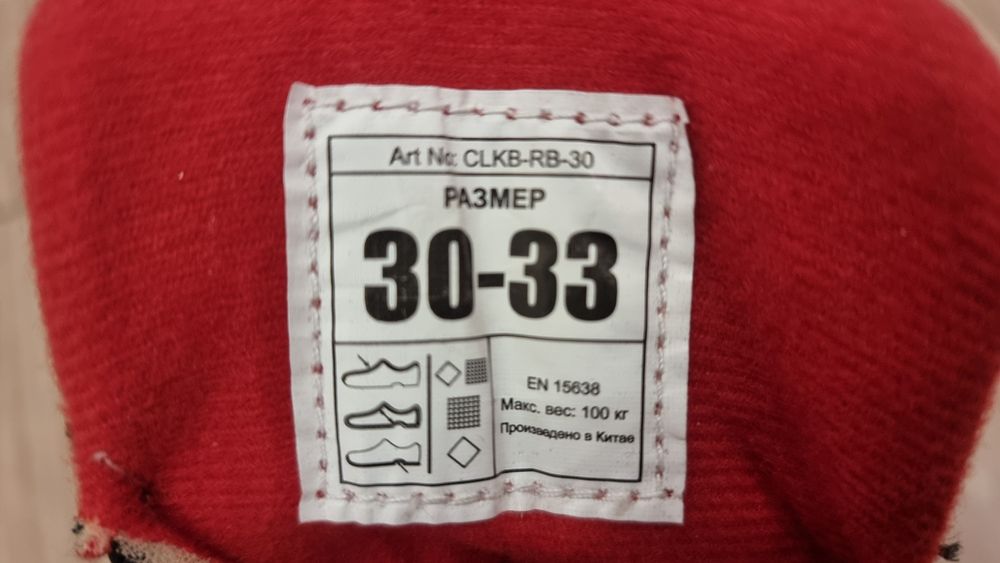 Art No: CLKB-RB-30
РАЗМЕР
30-33
EN 15638
Макс. вес: 100 кг
Произведено в Китае